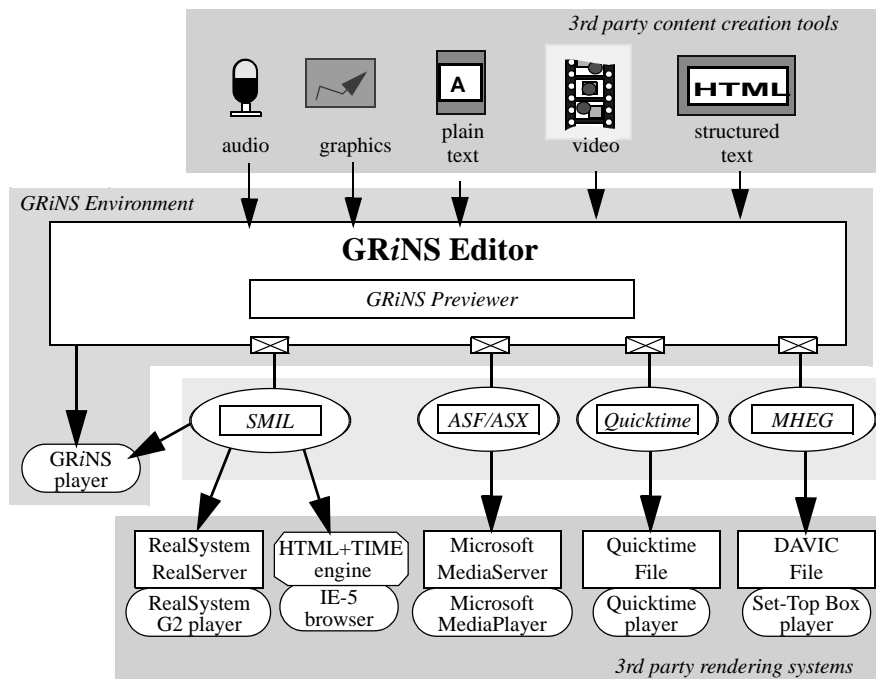 3rd party content creation tools
A
HTML
audio
graphics
plain
text
video
structured
text
GRiNS Environment
GRiNS Editor
GRiNS Previewer
SMIL
ASF/ASX
Quicktime
MHEG
GRiNS
player
RealSystem
RealServer
RealSystem
G2 player
HTML+TIME
engine
IE-5
browser
Microsoft
MediaServer
Microsoft
MediaPlayer
Quicktime
File
Quicktime
player
DAVIC
File
Set-Top Box
player
3rd party rendering systems